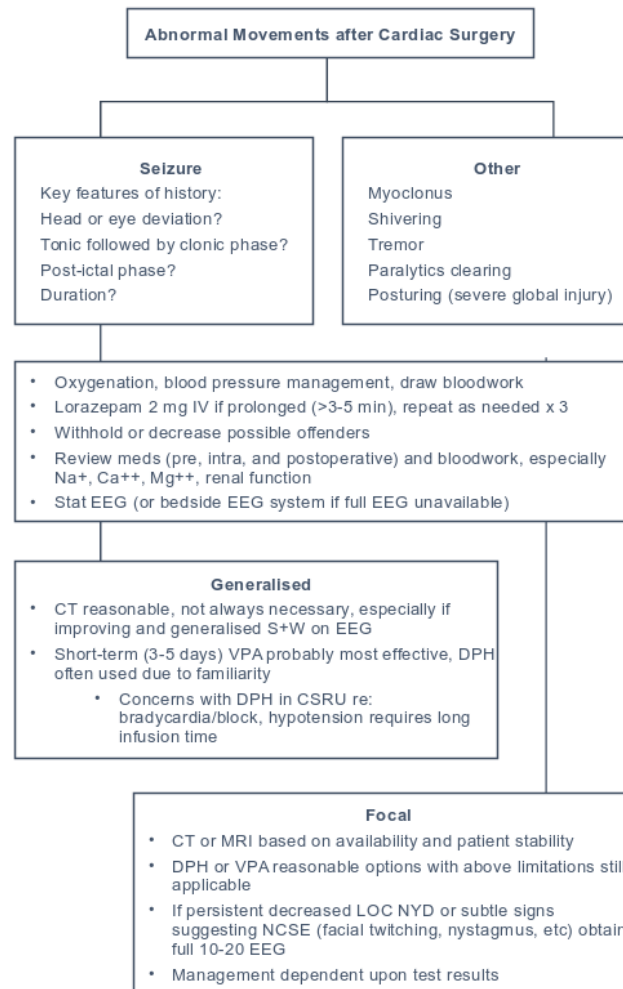 Abnormal Movements after Cardiac Surgery
Seizure
Key features of history:
Head or eye deviation?
Tonic followed by clonic phase?
Post-ictal phase?
Duration?
Other
Myoclonus
Shivering
Tremor
Paralytics clearing
Posturing (severe global injury)
• Oxygenation, blood pressure management, draw bloodwork
• Lorazepam 2 mg IV if prolonged (>3-5 min), repeat as needed x 3
• Withhold or decrease possible offenders
• Review meds (pre, intra, and postoperative) and bloodwork, especially
Na+, Ca++, Mg++, renal function
• Stat EEG (or bedside EEG system if full EEG unavailable)
Generalised
• CT reasonable, not always necessary, especially if
improving and generalised S+W on EEG
• Short-term (3-5 days) VPA probably most effective, DPH
often used due to familiarity
• Concerns with DPH in CSRU re:
bradycardia/block, hypotension requires long
infusion time
Focal
• CT or MRI based on availability and patient stability
• DPH or VPA reasonable options with above limitations still
applicable
• If persistent decreased LOC NYD or subtle signs
suggesting NCSE (facial twitching, nystagmus, etc) obtain
full 10-20 EEG
• Management dependent upon test results